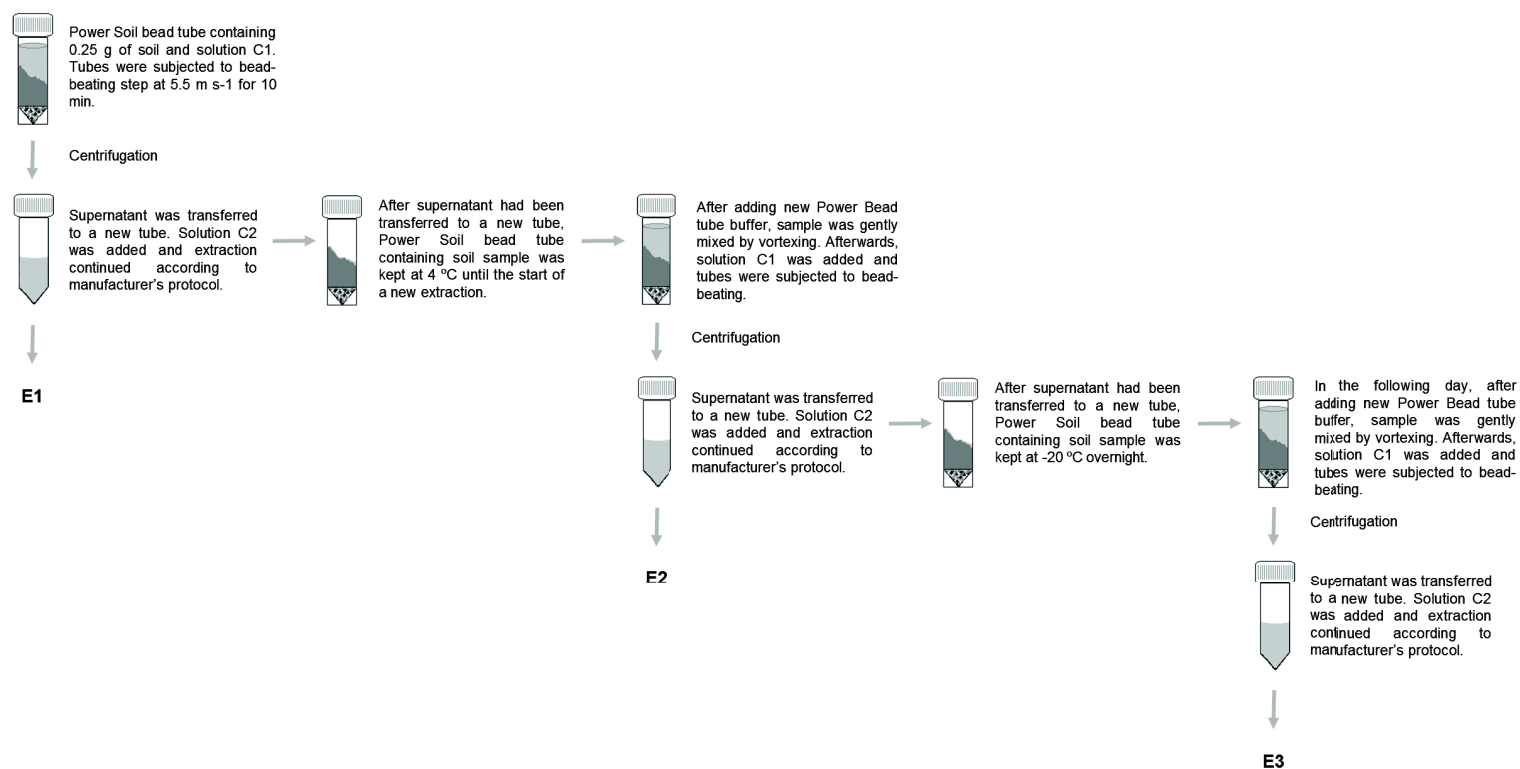 Power Soil bead tube containing
0.25 g of soil and solution C1.
Tubes were subjected to bead-
beating step at 5.5 m s-1 for 10
min.
Centrifugation
Supernatant was transferred
to a new tube. Solution C2
was added and extraction
continued according to
manufacturer's protocol.
E1
After supernatant had been
transferred to a new tube,
Power Soil bead tube
containing soil sample was
kept at 4 ºC until the start of
a new extraction.
After adding new Power Bead
tube buffer, sample was gently
mixed by vortexing. Afterwards,
solution C1 was added and
tubes were subjected to bead-
beating.
Centrifugation
Supernatant was transferred
to a new tube. Solution C2
was added and extraction
continued according to
manufacturer's protocol.
E2
After supernatant had been
transferred to a new tube,
Power Soil bead tube
containing soil sample was
kept at -20 ºC overnight.
In the following day, after
adding new Power Bead tube
buffer, sample was gently
mixed by vortexing. Afterwards,
solution C1 was added and
tubes were subjected to bead-
beating.
Centrifugation
Supernatant was transferred
to a new tube. Solution C2
was added and extraction
continued according to
manufacturer's protocol.
E3